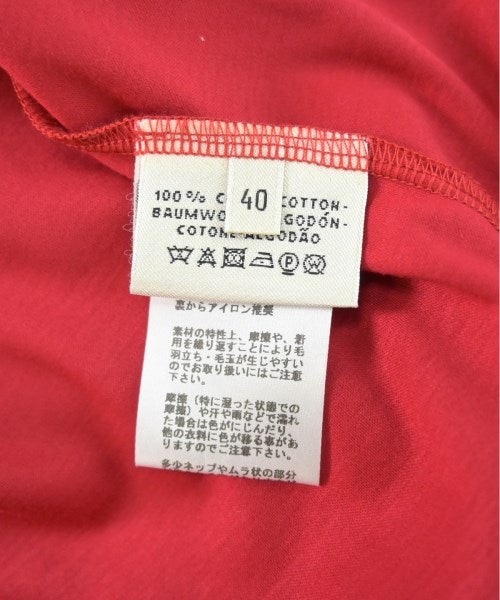 40
100% C COTTON-
BAUMWO ALGODÓN-
COTONE ALGODÃO
裏からアイロン推奨
素材の特性上、摩擦や、着
用を繰り返すことにより毛
羽立ち・毛玉が生じやすい
のでお取り扱いにはご注意
下さい。
摩擦(特に湿った状態での
摩擦)や汗や雨などで濡れ
た場合は色がにじんだり、
他の衣料に色が移る事があ
りますのでご注意下さい。
多少ネップやムラ状の部分